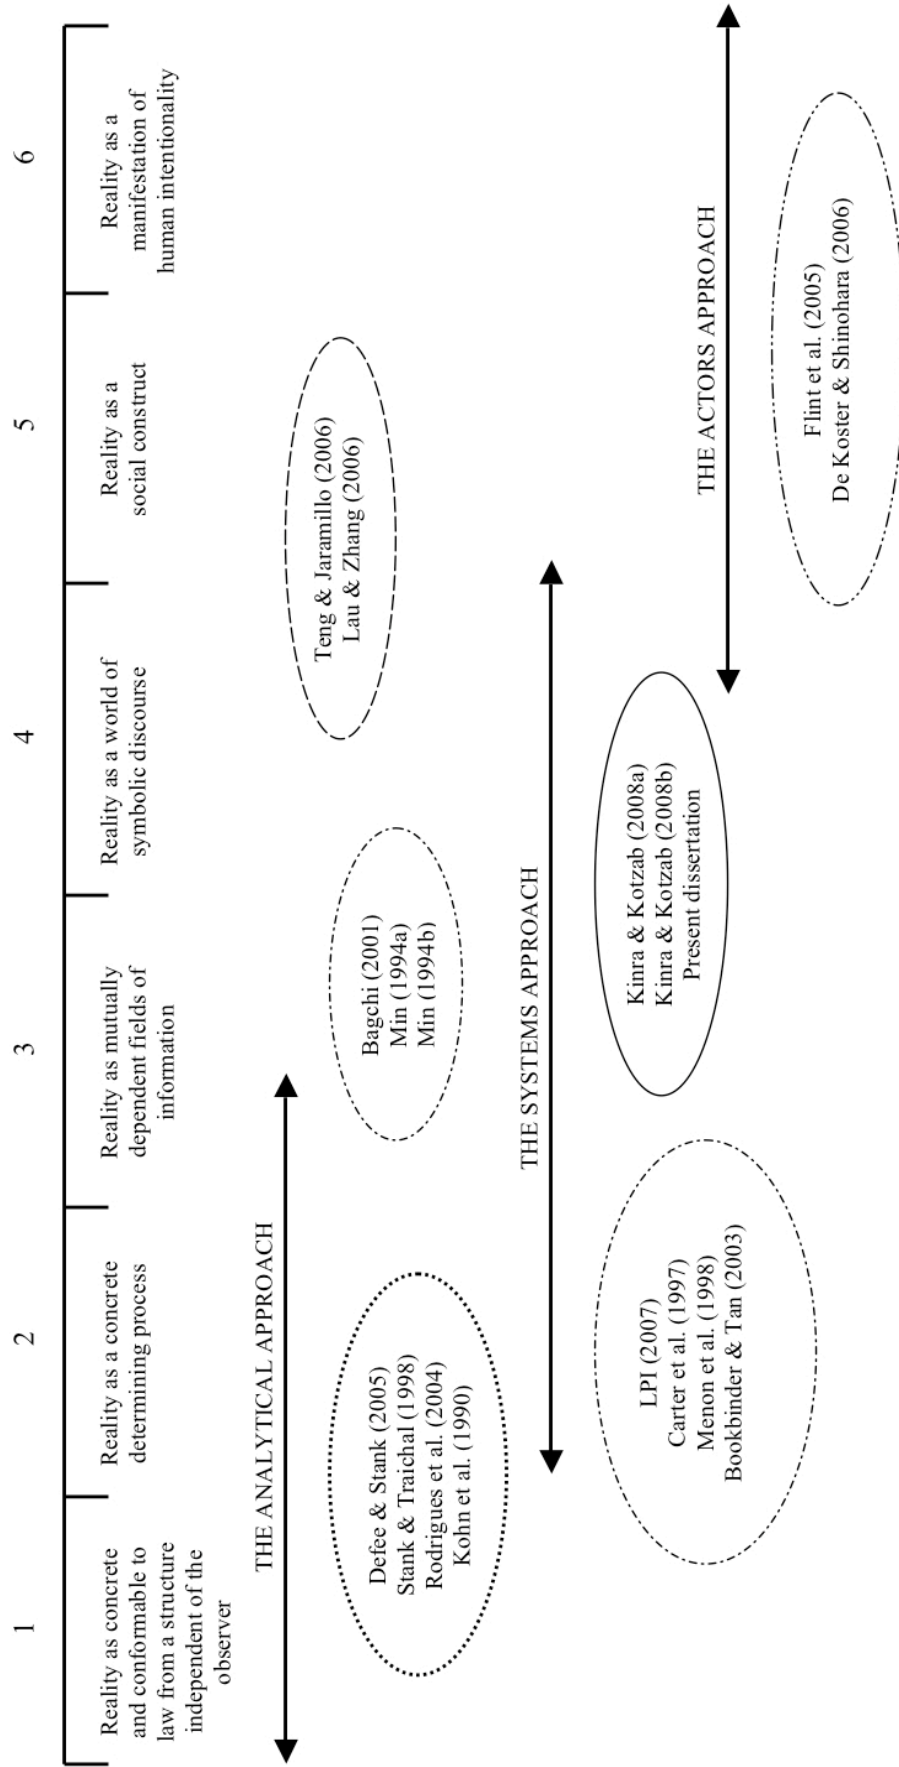 1
2
3
4
5
6
Reality as concrete
and conformable to
law from a structure
independent of the
observer
Reality as a concrete
determining process
Reality as mutually
dependent fields of
information
Reality as a world of
symbolic discourse
Reality as a
social construct
Reality as a
manifestation of
human intentionality
THE ANALYTICAL APPROACH
Defee & Stank (2005)
Stank & Traichal (1998)
Rodrigues et al. (2004)
Kohn et al. (1990)
Bagchi (2001)
Min (1994a)
Min (1994b)
Teng & Jaramillo (2006)
Lau & Zhang (2006)
THE SYSTEMS APPROACH
LPI (2007)
Carter et al. (1997)
Menon et al. (1998)
Bookbinder & Tan (2003)
Kinra & Kotzab (2008a)
Kinra & Kotzab (2008b)
Present dissertation
THE ACTORS APPROACH
Flint et al. (2005)
De Koster & Shinohara (2006)